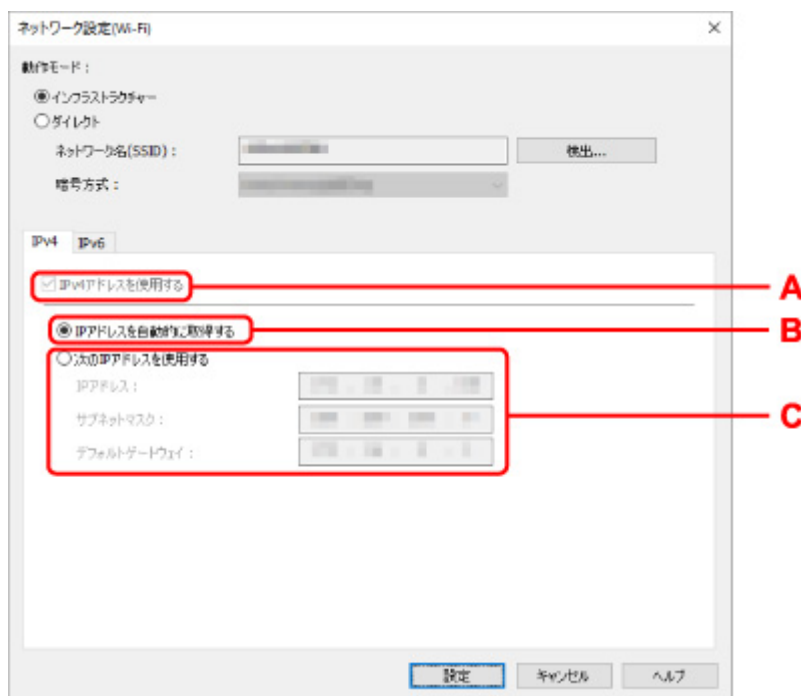 ネットワーク設定(Wi-Fi)
動作モード：
インフラストラクチャー
ダイレクト
ネットワーク名(SSID)：
検出...
暗号方式：
IPv4 IPv6
IPv4アドレスを使用する
A
IPアドレスを自動的に取得する
B
次のIPアドレスを使用する
IPアドレス：
サブネットマスク：
C
デフォルトゲートウェイ：
設定 キャンセル ヘルプ